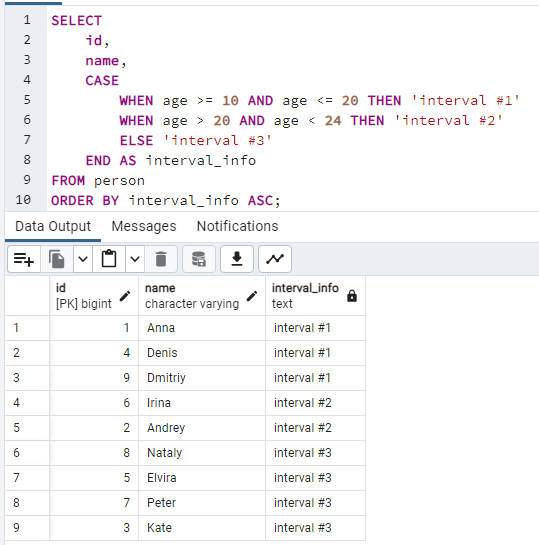 1 SELECT
2 id,
3 name,
4 CASE
5 WHEN age >= 10 AND age <= 20 THEN 'interval #1'
6 WHEN age > 20 AND age < 24 THEN 'interval #2'
7 ELSE 'interval #3'
8 END AS interval_info
9 FROM person
10 ORDER BY interval_info ASC;
Data Output Messages Notifications
id name interval_info
[PK] bigint character varying text
1 1 Anna interval #1
2 4 Denis interval #1
3 9 Dmitriy interval #1
4 6 Irina interval #2
5 2 Andrey interval #2
6 8 Nataly interval #3
7 5 Elvira interval #3
8 7 Peter interval #3
9 3 Kate interval #3